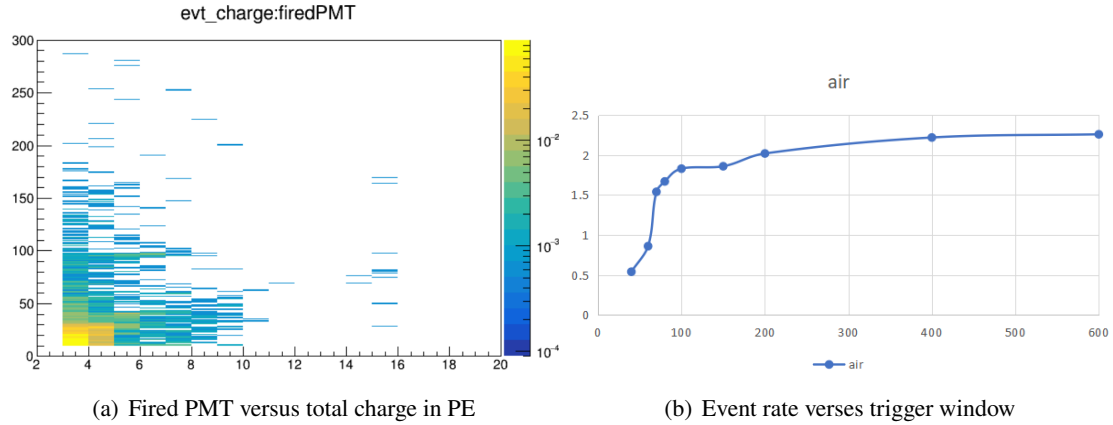 evt_charge:firedPMT
300
250
200
150
100
50
0
2 4 6 8 10 12 14 16 18 20
10⁻²
10⁻³
10⁻⁴
(a) Fired PMT versus total charge in PE
air
2.5
2
1.5
1
0.5
0
0 100 200 300 400 500 600
air
(b) Event rate verses trigger window